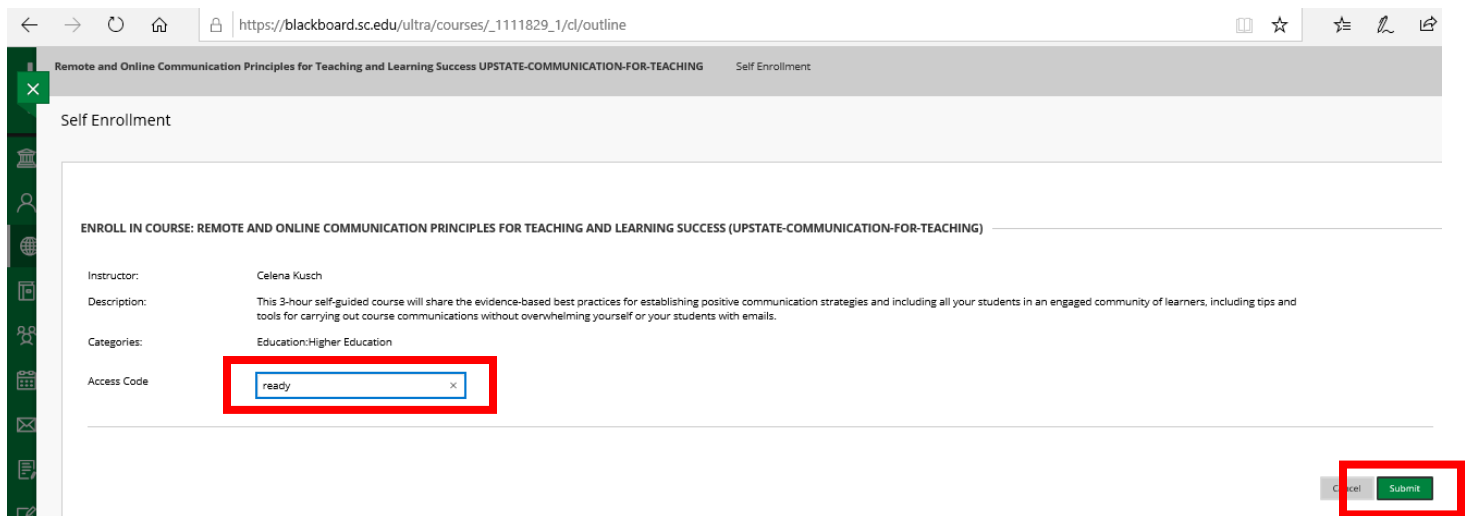 https://blackboard.sc.edu/ultra/courses/_1111829_1/cl/outline
Remote and Online Communication Principles for Teaching and Learning Success UPSTATE-COMMUNICATION-FOR-TEACHING Self Enrollment
Self Enrollment
ENROLL IN COURSE: REMOTE AND ONLINE COMMUNICATION PRINCIPLES FOR TEACHING AND LEARNING SUCCESS (UPSTATE-COMMUNICATION-FOR-TEACHING)
Instructor: Celena Kusch
Description: This 3-hour self-guided course will share the evidence-based best practices for establishing positive communication strategies and including all your students in an engaged community of learners, including tips and
tools for carrying out course communications without overwhelming yourself or your students with emails.
Categories: Education:Higher Education
Access Code ready
Cancel Submit